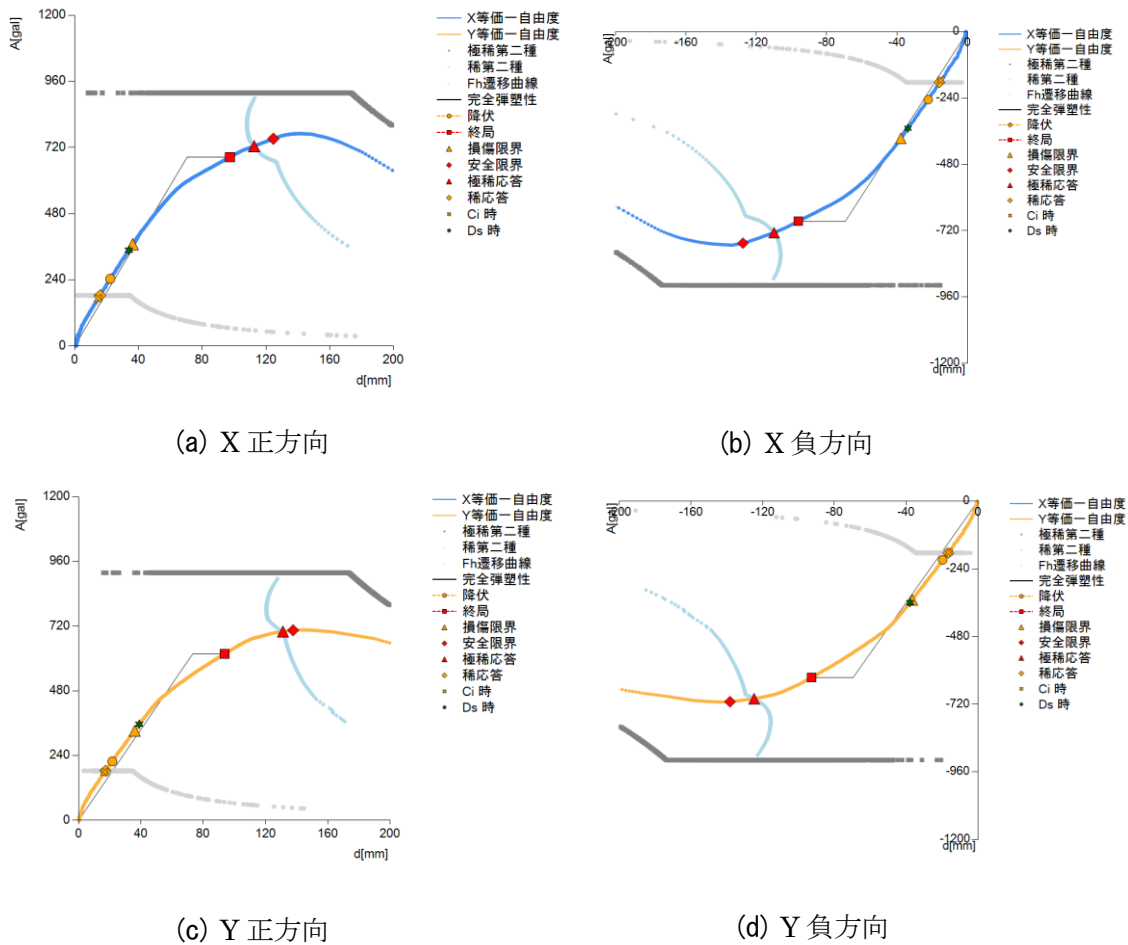 A[gal]
1200
960
720
480
240
0
0
40
80
120
160
200
d[mm]
X等価一自由度
Y等価一自由度
極稀第二種
稀第二種
Fh遷移曲線
完全弾塑性
降伏
終局
損傷限界
安全限界
極稀応答
稀応答
Ci 時
Ds 時
(a) X 正方向
A[gal]
-200
-160
-120
-80
-40
0
0
-240
-480
-720
-960
-1200
d[mm]
X等価一自由度
Y等価一自由度
極稀第二種
稀第二種
Fh遷移曲線
完全弾塑性
降伏
終局
損傷限界
安全限界
極稀応答
稀応答
Ci 時
Ds 時
(b) X 負方向
A[gal]
1200
960
720
480
240
0
0
40
80
120
160
200
d[mm]
X等価一自由度
Y等価一自由度
極稀第二種
稀第二種
Fh遷移曲線
完全弾塑性
降伏
終局
損傷限界
安全限界
極稀応答
稀応答
Ci 時
Ds 時
(c) Y 正方向
A[gal]
-200
-160
-120
-80
-40
0
0
-240
-480
-720
-960
-1200
d[mm]
X等価一自由度
Y等価一自由度
極稀第二種
稀第二種
Fh遷移曲線
完全弾塑性
降伏
終局
損傷限界
安全限界
極稀応答
稀応答
Ci 時
Ds 時
(d) Y 負方向